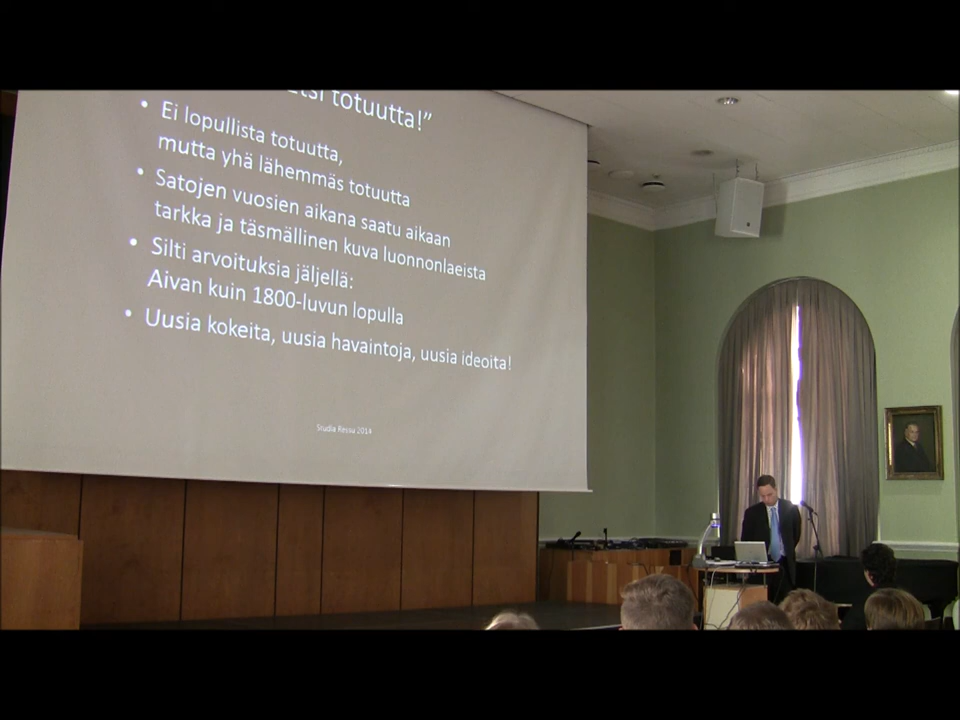 totuutta!”
• Ei lopullista totuutta,
mutta yhä lähemmäs totuutta
• Satojen vuosien aikana saatu aikaan
tarkka ja täsmällinen kuva luonnonlaeista
• Silti arvoituksia jäljellä:
Aivan kuin 1800-luvun lopulla
• Uusia kokeita, uusia havaintoja, uusia ideoita!
Studia Ressu 2014